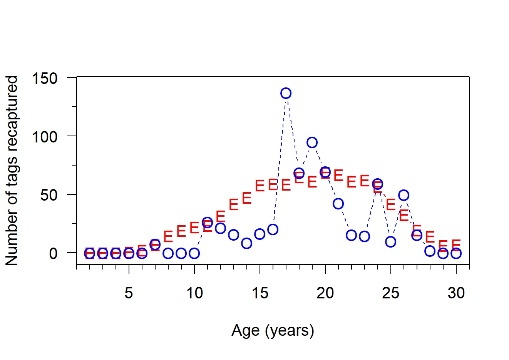 Number of tags recaptured
150
100
50
0
E E E E E E E E E E E E E E E E E E E E E E E E E E E E E
5 10 15 20 25 30
Age (years)